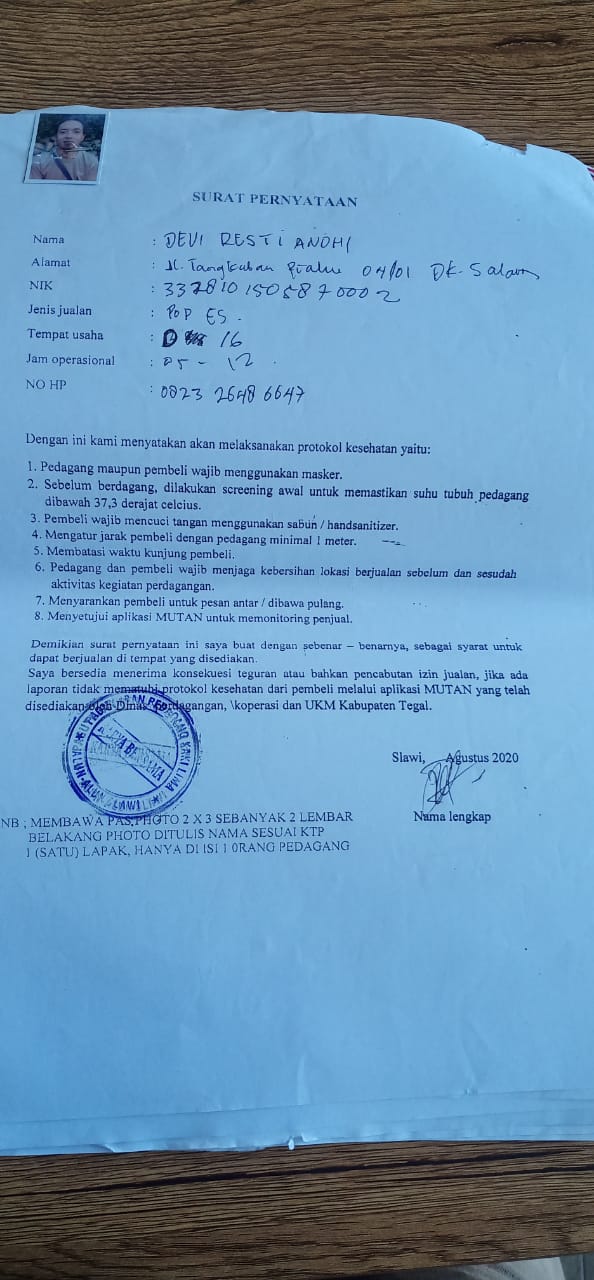 SURAT PERNYATAAN
Nama : DEVI RESTI ANDHI
Alamat : Jl. Tangkuban Prahu 04/01 DK. Salam
NIK : 3328101505870002
Jenis jualan : POP ES.
Tempat usaha : D 16
Jam operasional : 05 - 12
NO HP : 0823 2648 6647
Dengan ini kami menyatakan akan melaksanakan protokol kesehatan yaitu:
1. Pedagang maupun pembeli wajib menggunakan masker.
2. Sebelum berdagang, dilakukan screening awal untuk memastikan suhu tubuh pedagang
dibawah 37,3 derajat celcius.
3. Pembeli wajib mencuci tangan menggunakan sabun / handsanitizer.
4. Mengatur jarak pembeli dengan pedagang minimal 1 meter.
5. Membatasi waktu kunjung pembeli.
6. Pedagang dan pembeli wajib menjaga kebersihan lokasi berjualan sebelum dan sesudah
aktivitas kegiatan perdagangan.
7. Menyarankan pembeli untuk pesan antar / dibawa pulang.
8. Menyetujui aplikasi MUTAN untuk memonitoring penjual.
Demikian surat pernyataan ini saya buat dengan sebenar – benarnya, sebagai syarat untuk
dapat berjualan di tempat yang disediakan.
Saya bersedia menerima konsekuesi teguran atau bahkan pencabutan izin jualan, jika ada
laporan tidak mematuhi protokol kesehatan dari pembeli melalui aplikasi MUTAN yang telah
disediakan oleh Dinas Perdagangan, \koperasi dan UKM Kabupaten Tegal.
PEDAGANG KAKI LIMA
KARYA BERSAMA
ALUN-ALUN SLAWI
Slawi, Agustus 2020
Nama lengkap
NB ; MEMBAWA PAS,PHOTO 2 X 3 SEBANYAK 2 LEMBAR
BELAKANG PHOTO DITULIS NAMA SESUAI KTP
1 (SATU) LAPAK, HANYA DI ISI 1 0RANG PEDAGANG